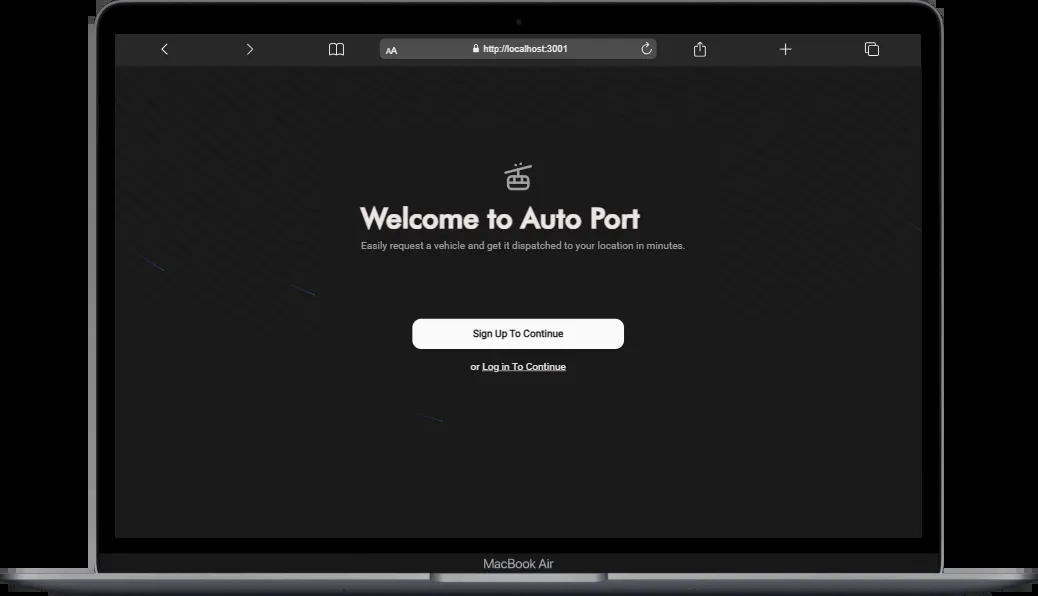 AA http://localhost:3001
Welcome to Auto Port
Easily request a vehicle and get it dispatched to your location in minutes.
Sign Up To Continue
or Log in To Continue
MacBook Air